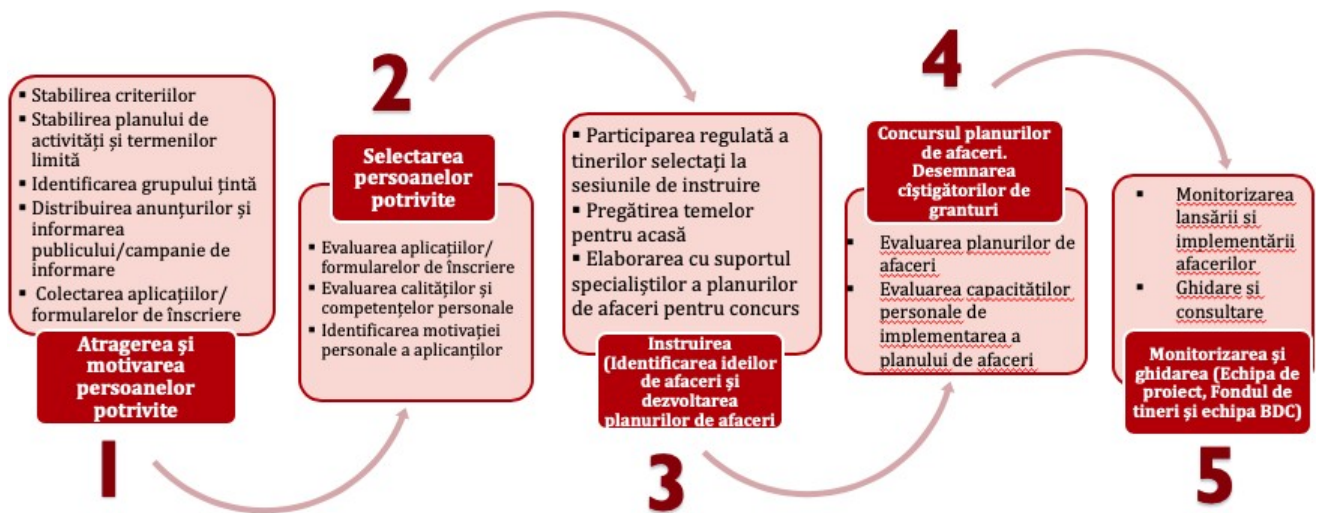 ▪ Stabilirea criteriilor
▪ Stabilirea planului de
activități și termenilor
limită
▪ Identificarea grupului țintă
▪ Distribuirea anunțurilor și
informarea
publicului/campanie de
informare
▪ Colectarea aplicațiilor/
formularelor de înscriere
Atragerea și
motivarea
persoanelor
potrivite
1
2
Selectarea
persoanelor
potrivite
▪ Evaluarea aplicațiilor/
formularelor de înscriere
▪ Evaluarea calităților și
competențelor personale
▪ Identificarea motivației
personale a aplicanților
▪ Participarea regulată a
tinerilor selectați la
sesiunile de instruire
▪ Pregătirea temelor
pentru acasă
▪ Elaborarea cu suportul
specialiștilor a planurilor
de afaceri pentru concurs
Instruirea
(Identificarea ideilor
de afaceri și
dezvoltarea
planurilor de afaceri
3
4
Concursul planurilor
de afaceri.
Desemnarea
cîștigătorilor de
granturi
▪ Evaluarea planurilor de
afaceri
▪ Evaluarea capacităților
personale de
implementarea a
planului de afaceri
▪ Monitorizarea
lansării și
implementării
afacerilor
▪ Ghidare și
consultare
Monitorizarea și
ghidarea (Echipa de
proiect, Fondul de
tineri și echipa BDC)
5